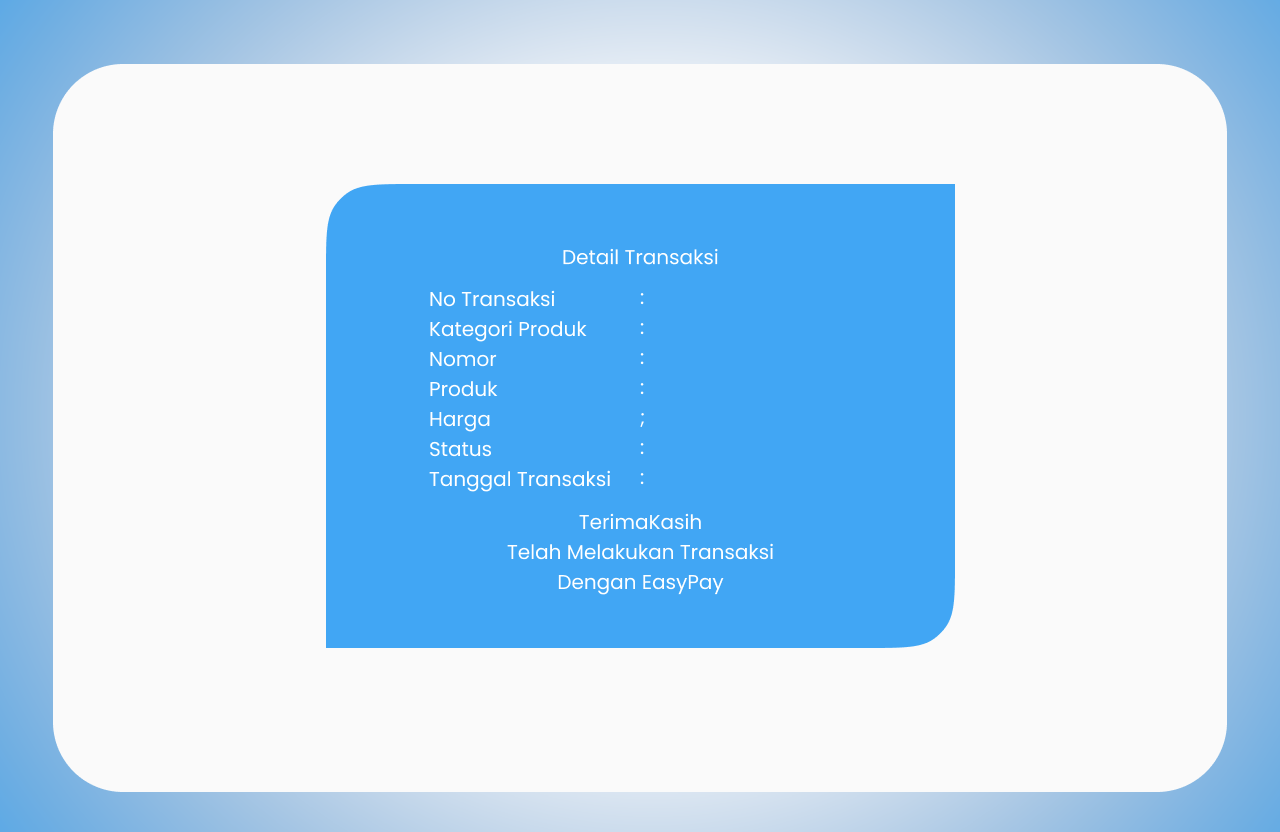 Detail Transaksi
No Transaksi :
Kategori Produk :
Nomor :
Produk :
Harga ;
Status :
Tanggal Transaksi :
TerimaKasih
Telah Melakukan Transaksi
Dengan EasyPay